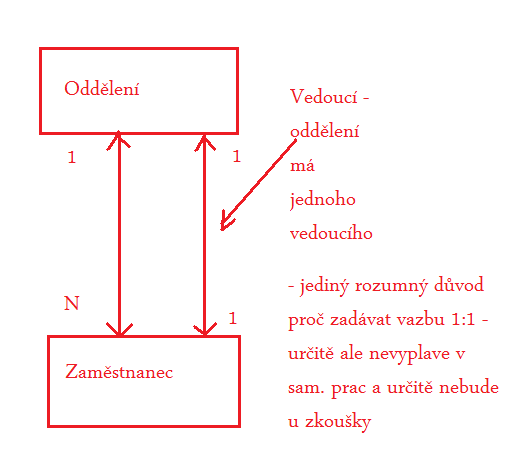 Oddělení
1
1
Vedoucí -
oddělení
má
jednoho
vedoucího
N
1
Zaměstnanec
- jediný rozumný důvod
proč zadávat vazbu 1:1 -
určitě ale nevyplave v
sam. prac a určitě nebude
u zkoušky